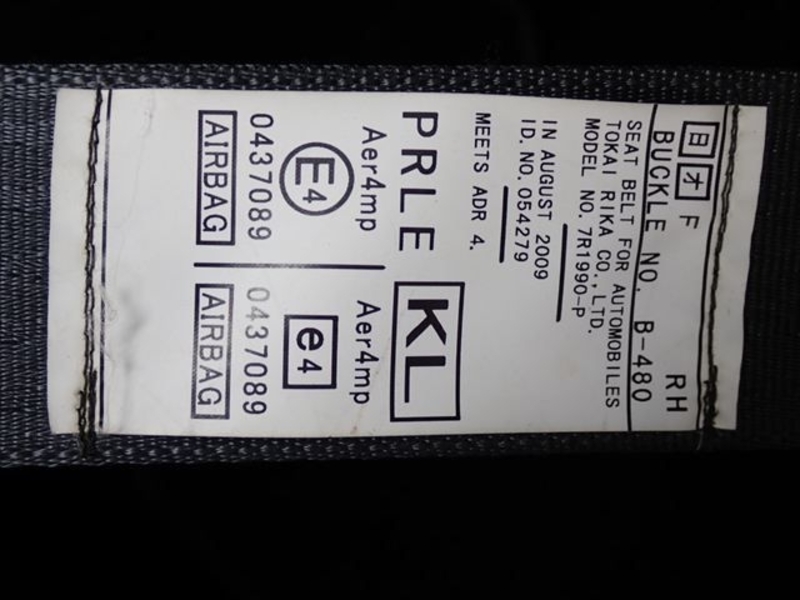 日 オ F RH
BUCKLE NO. B-480
SEAT BELT FOR AUTOMOBILES
TOKAI RIKA CO., LTD.
MODEL NO. 7R1990-P
IN AUGUST 2009
ID. NO. 054279
MEETS ADR 4.
PRLE KL
Aer4mp Aer4mp
E4 e4
0437089 0437089
AIRBAG AIRBAG